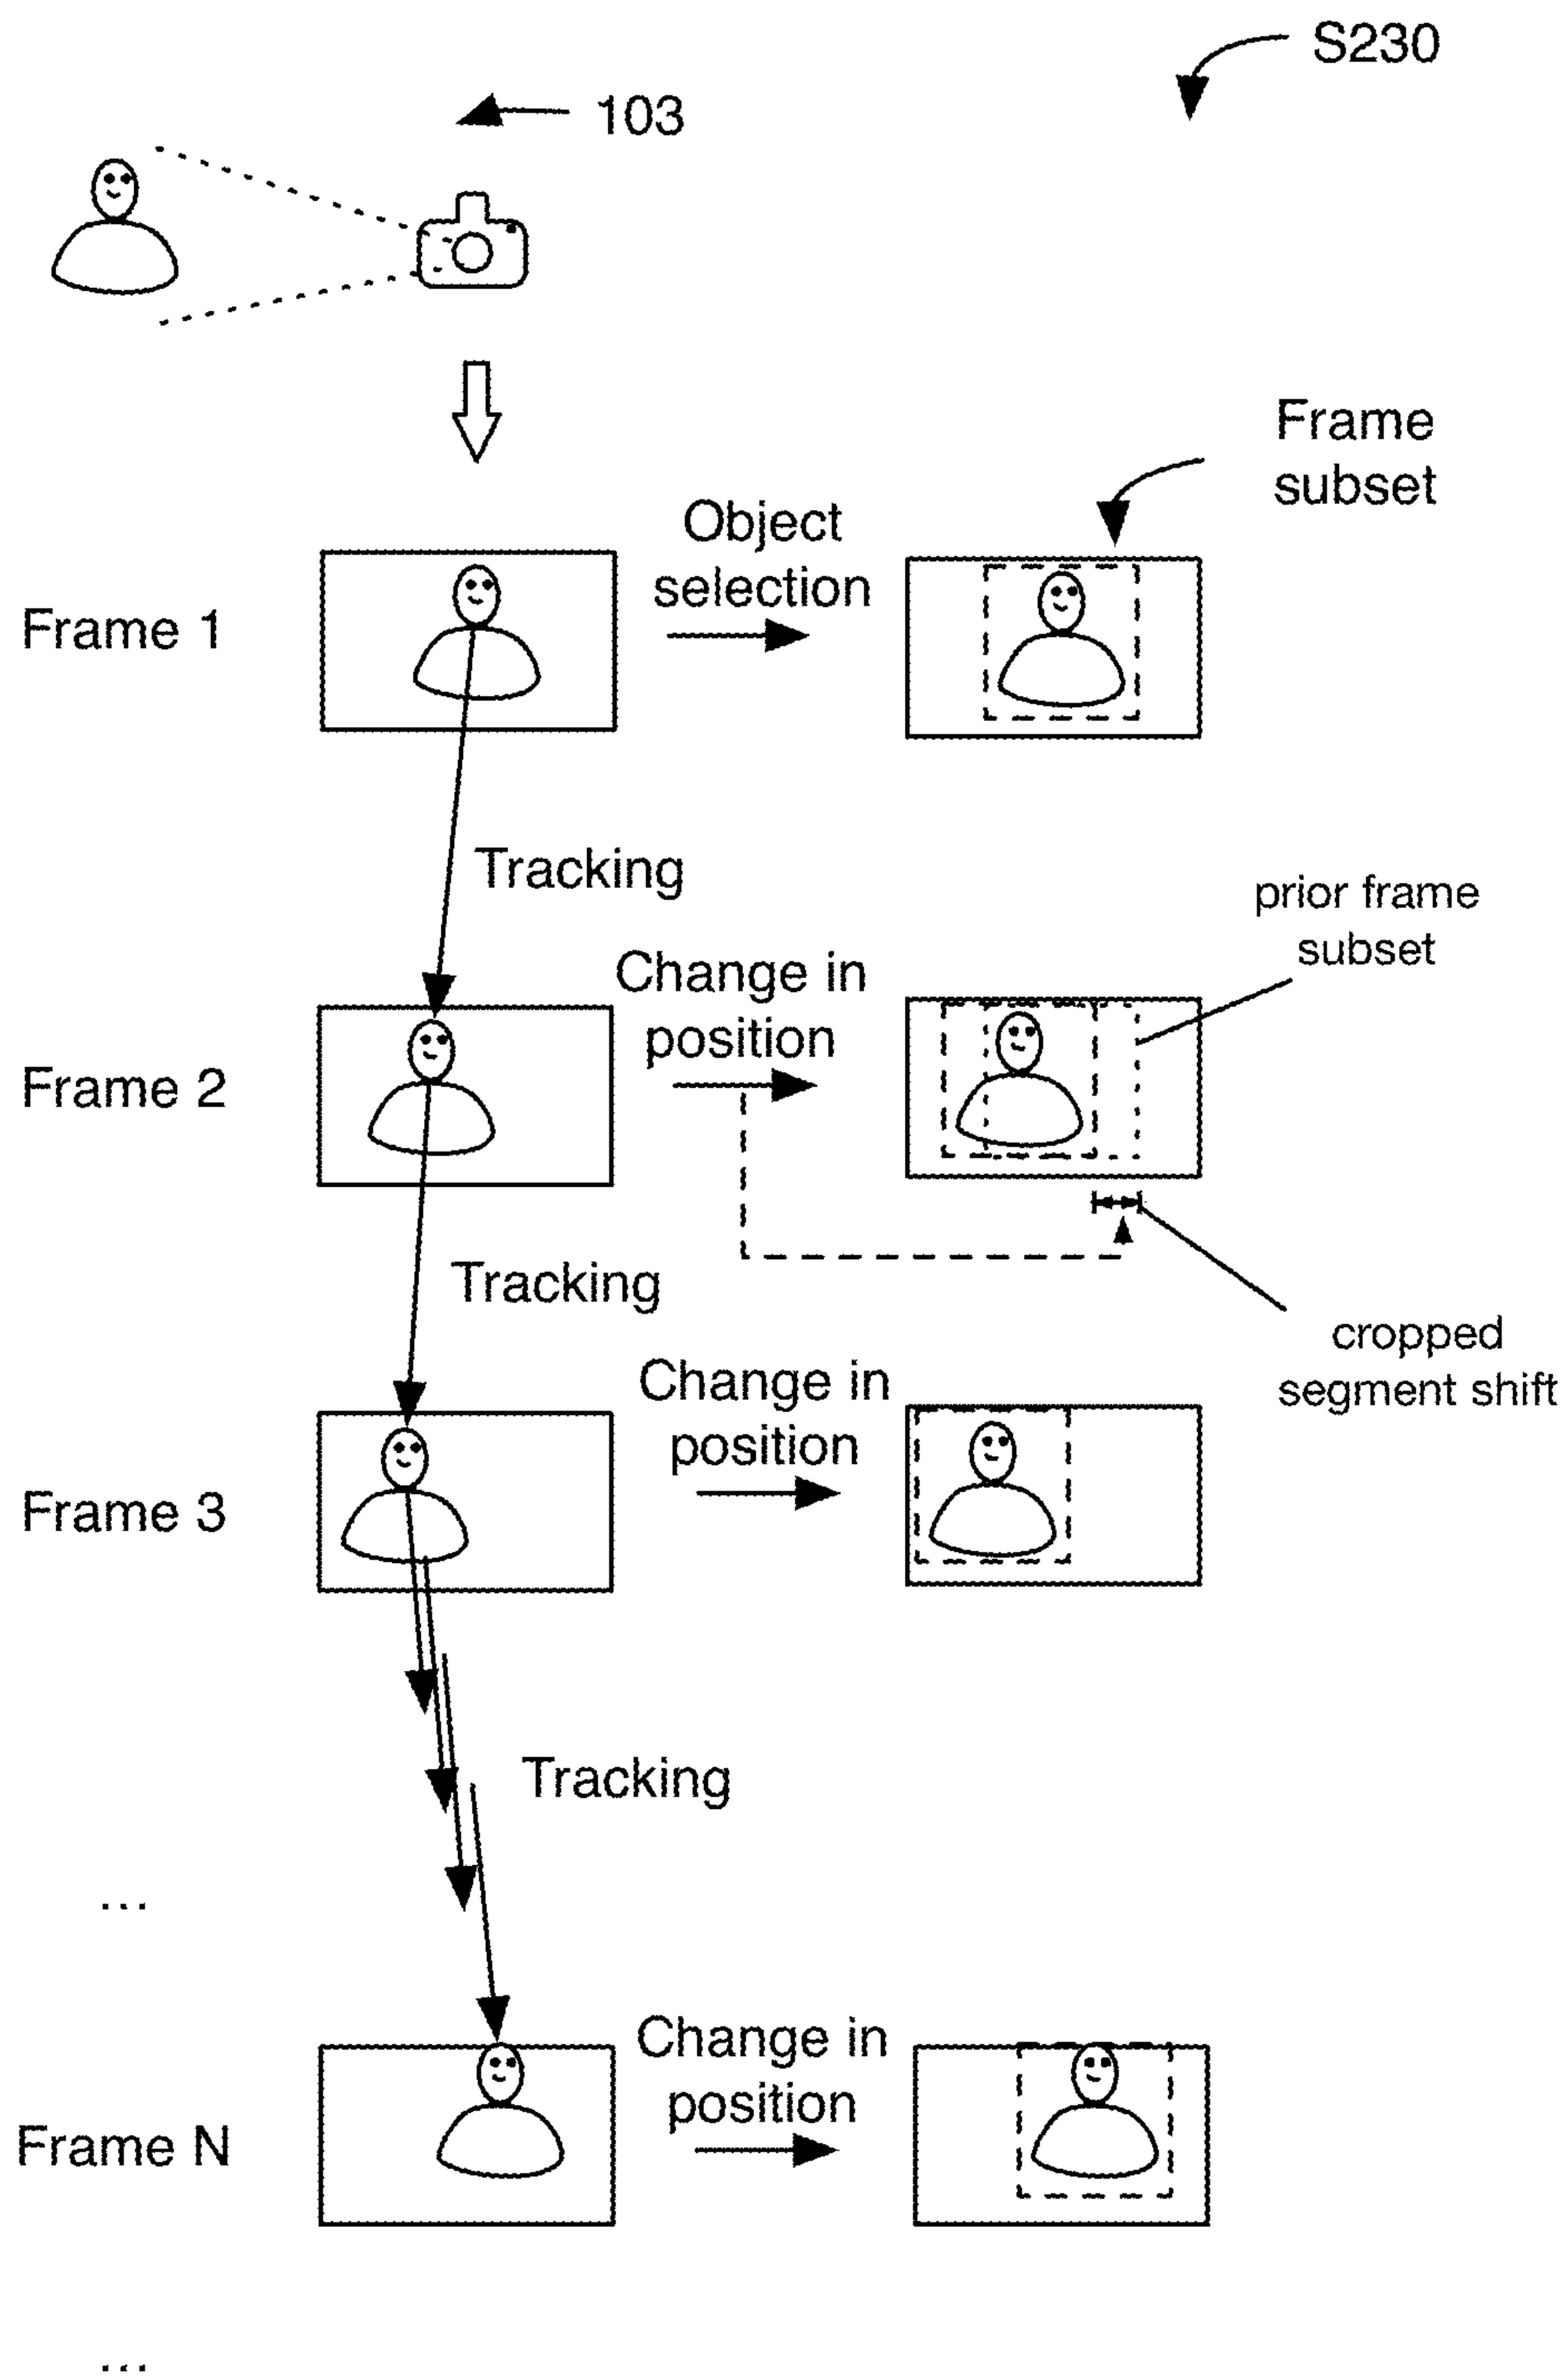 S230
103
Frame
subset
Object
selection
Frame 1
Tracking
prior frame
subset
Change in
position
Frame 2
Tracking
cropped
segment shift
Change in
position
Frame 3
Tracking
...
Change in
position
Frame N
...